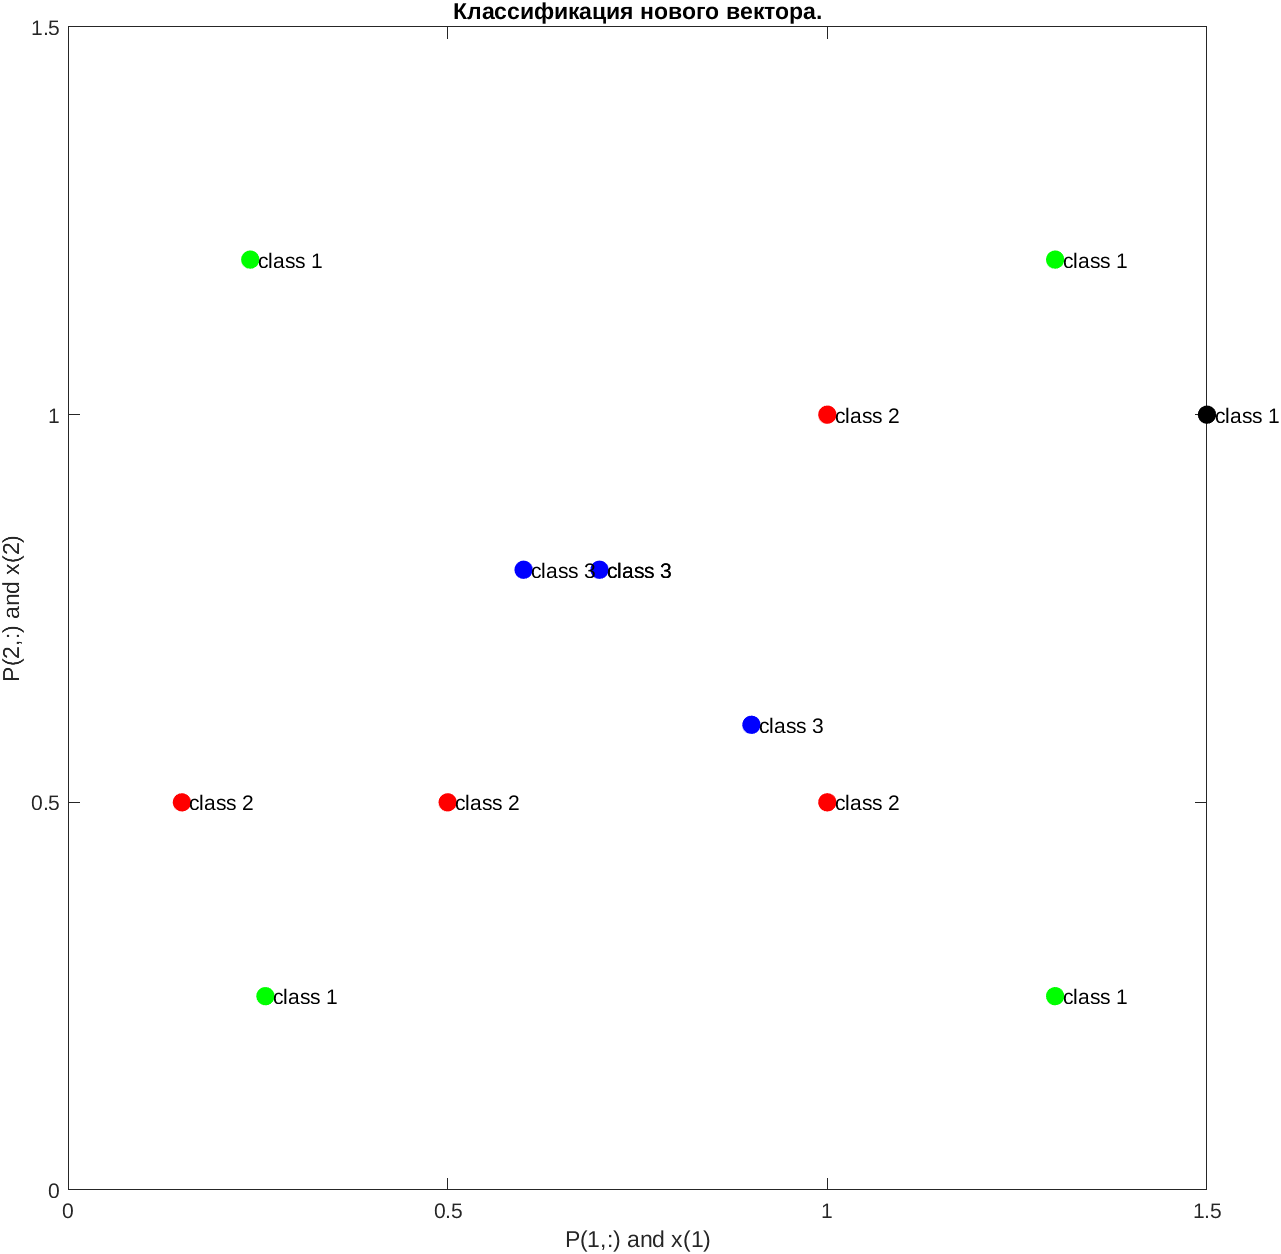 Классификация нового вектора.
1.5
class 1
class 1
1
class 2
class 1
class 3
class 3
P(2,:) and x(2)
class 3
0.5
class 2
class 2
class 2
class 1
class 1
0
0
0.5
1
1.5
P(1,:) and x(1)